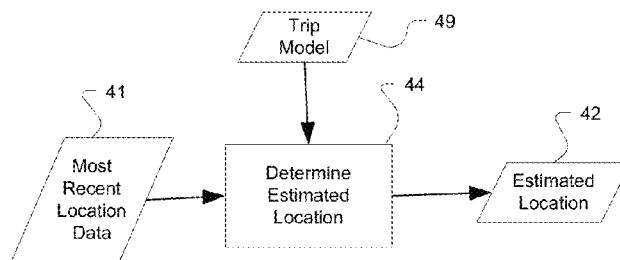 Trip
Model
49
41
44
42
Most
Recent
Location
Data
Determine
Estimated
Location
Estimated
Location